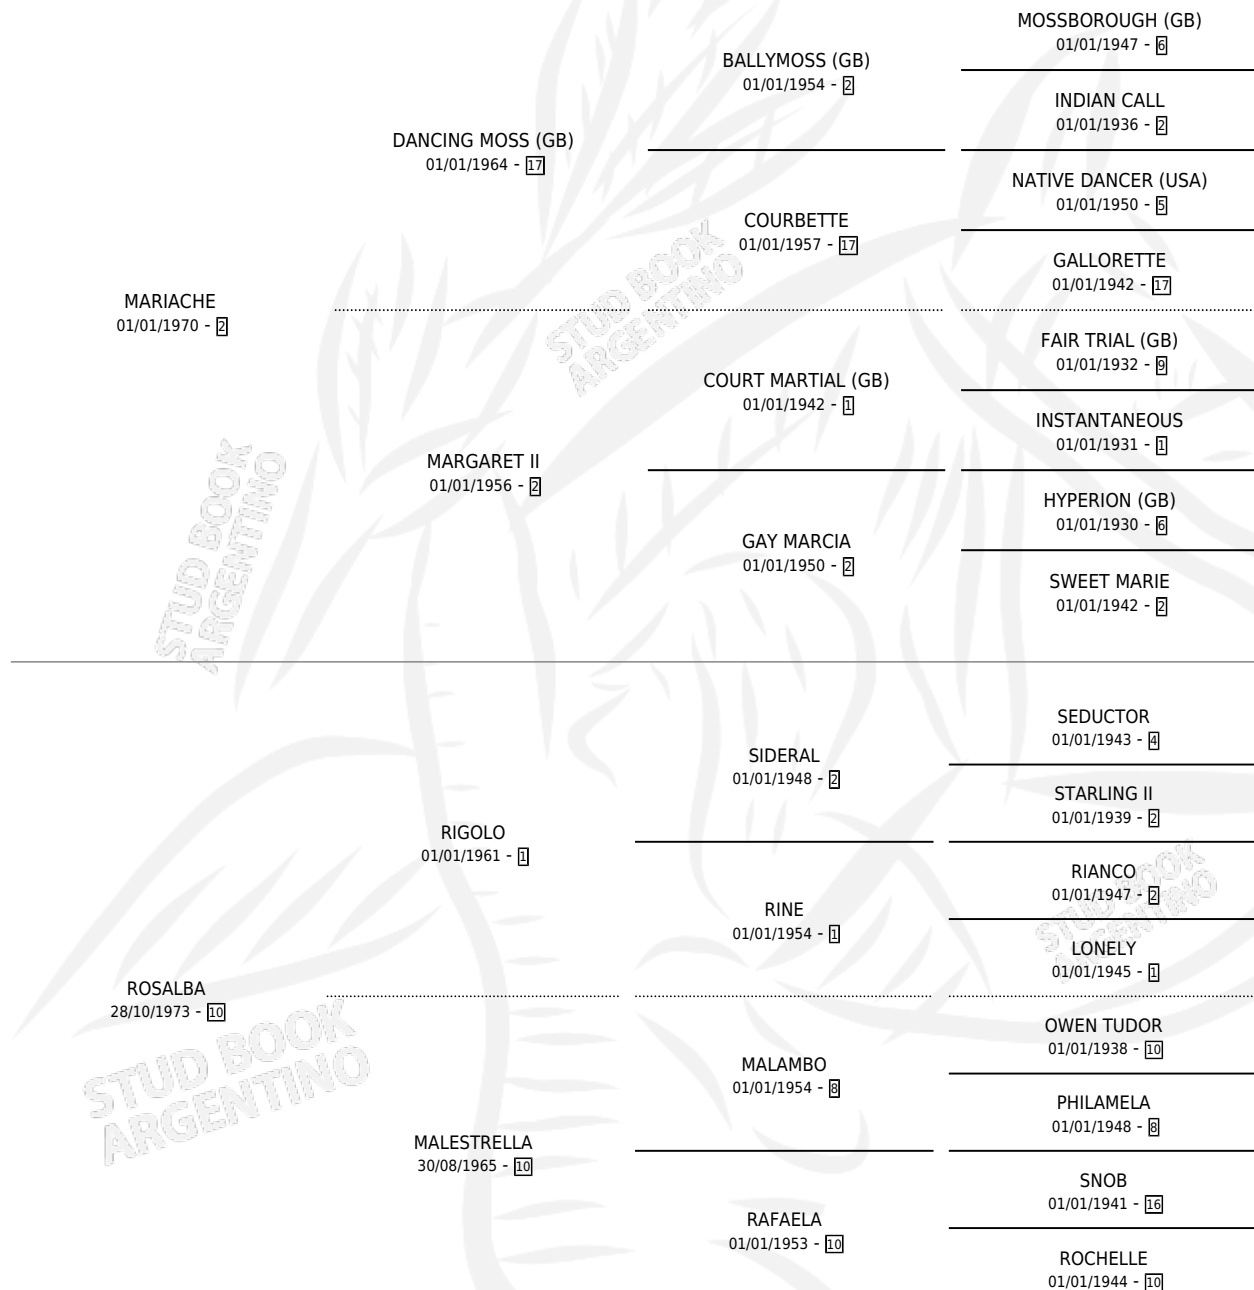 MOSSBOROUGH (GB)
01/01/1947 - 6
BALLYMOSS (GB)
01/01/1954 - 2
INDIAN CALL
01/01/1936 - 2
DANCING MOSS (GB)
01/01/1964 - 17
NATIVE DANCER (USA)
01/01/1950 - 5
COURBETTE
01/01/1957 - 17
GALLORETTE
01/01/1942 - 17
MARIACHE
01/01/1970 - 2
STUD BOOK
ARGENTINO
FAIR TRIAL (GB)
01/01/1932 - 9
COURT MARTIAL (GB)
01/01/1942 - 1
INSTANTANEOUS
01/01/1931 - 1
MARGARET II
01/01/1956 - 2
HYPERION (GB)
01/01/1930 - 6
GAY MARCIA
01/01/1950 - 2
SWEET MARIE
01/01/1942 - 2
STUD BOOK
ARGENTINO
SEDUCTOR
01/01/1943 - 4
SIDERAL
01/01/1948 - 2
STARLING II
01/01/1939 - 2
RIGOLO
01/01/1961 - 1
RIANCO
01/01/1947 - 2
RINE
01/01/1954 - 1
LONELY
01/01/1945 - 1
STUD BOOK
ARGENTINO
ROSALBA
28/10/1973 - 10
STUD BOOK
ARGENTINO
OWEN TUDOR
01/01/1938 - 10
MALAMBO
01/01/1954 - 8
PHILAMELA
01/01/1948 - 8
MALESTRELLA
30/08/1965 - 10
SNOB
01/01/1941 - 16
RAFAELA
01/01/1953 - 10
ROCHELLE
01/01/1944 - 10